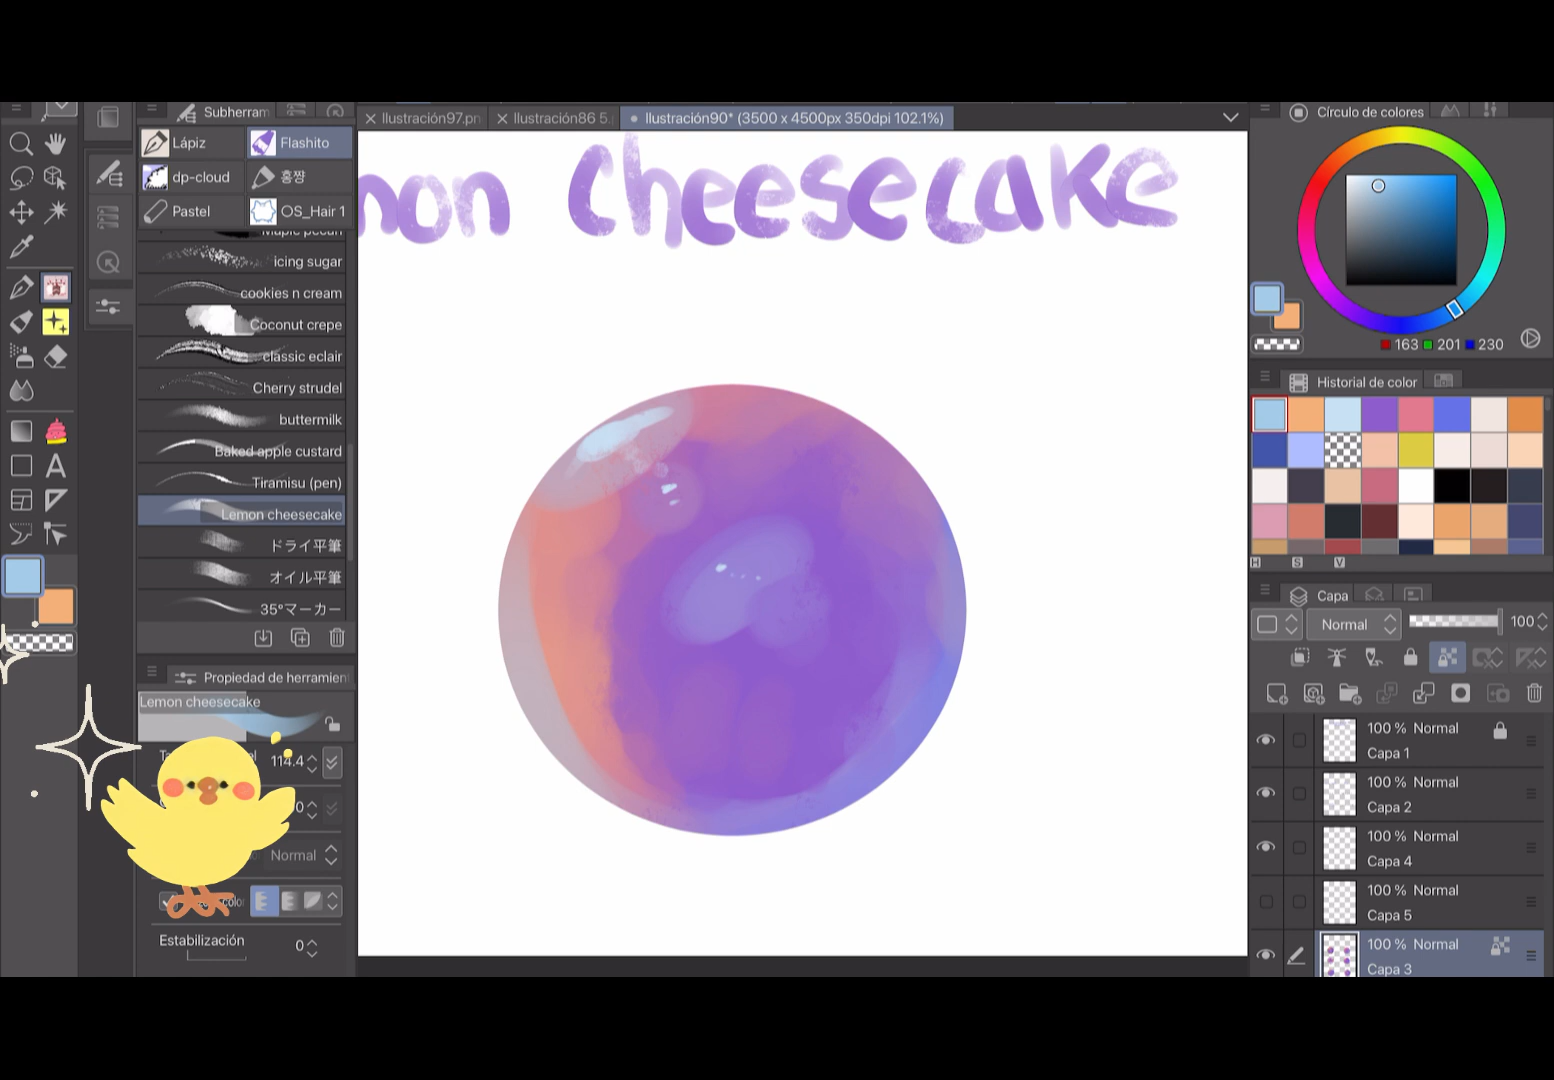 Subherram
Ilustración97.pn
Ilustración86 5.
Ilustración90* (3500 x 4500px 350dpi 102.1%)
Círculo de colores
Lápiz
Flashito
dp-cloud
홍쨩
Pastel
OS_Hair 1
non cheesecake
Maple pecan
icing sugar
cookies n cream
Coconut crepe
classic eclair
Cherry strudel
buttermilk
Baked apple custard
Tiramisu (pen)
Lemon cheesecake
ドライ平筆
オイル平筆
35°マーカー
Propiedad de herramien
Lemon cheesecake
114.4
0
Normal
color
Estabilización
0
163 201 230
Historial de color
H S V
Capa
Normal
100
100 % Normal
Capa 1
100 % Normal
Capa 2
100 % Normal
Capa 4
100 % Normal
Capa 5
100 % Normal
Capa 3